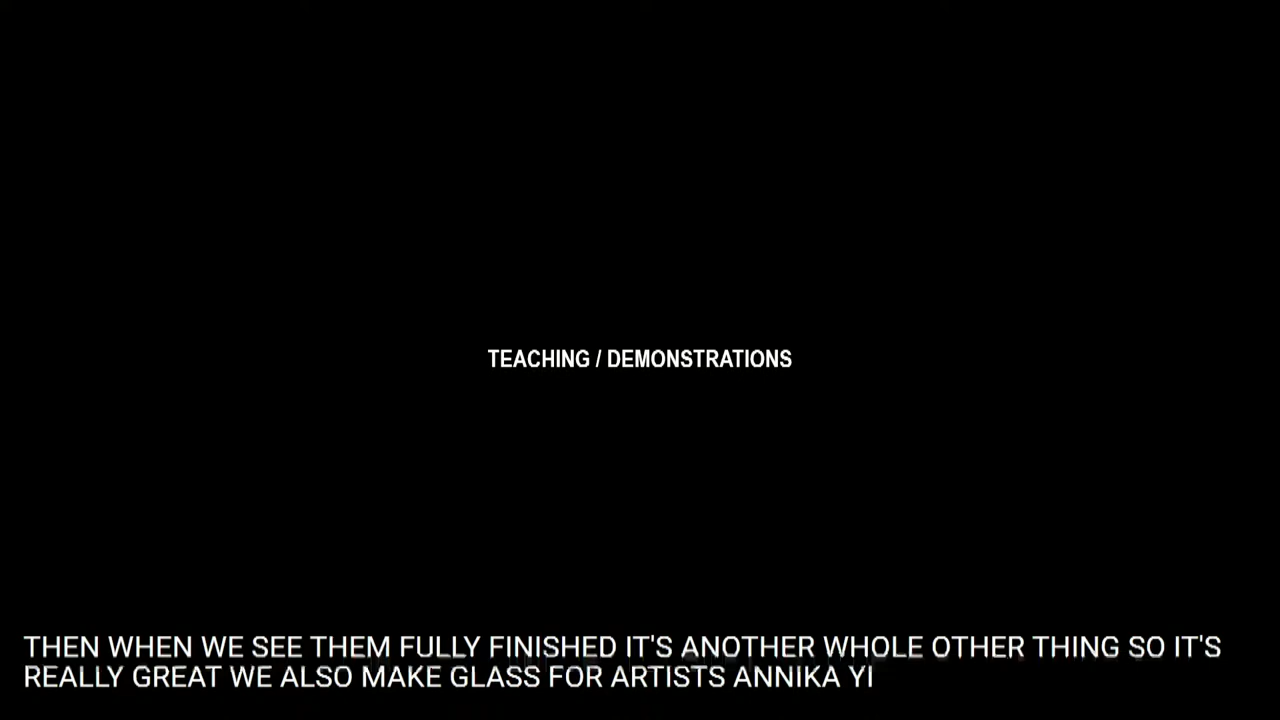 TEACHING / DEMONSTRATIONS
THEN WHEN WE SEE THEM FULLY FINISHED IT'S ANOTHER WHOLE OTHER THING SO IT'S
REALLY GREAT WE ALSO MAKE GLASS FOR ARTISTS ANNIKA YI